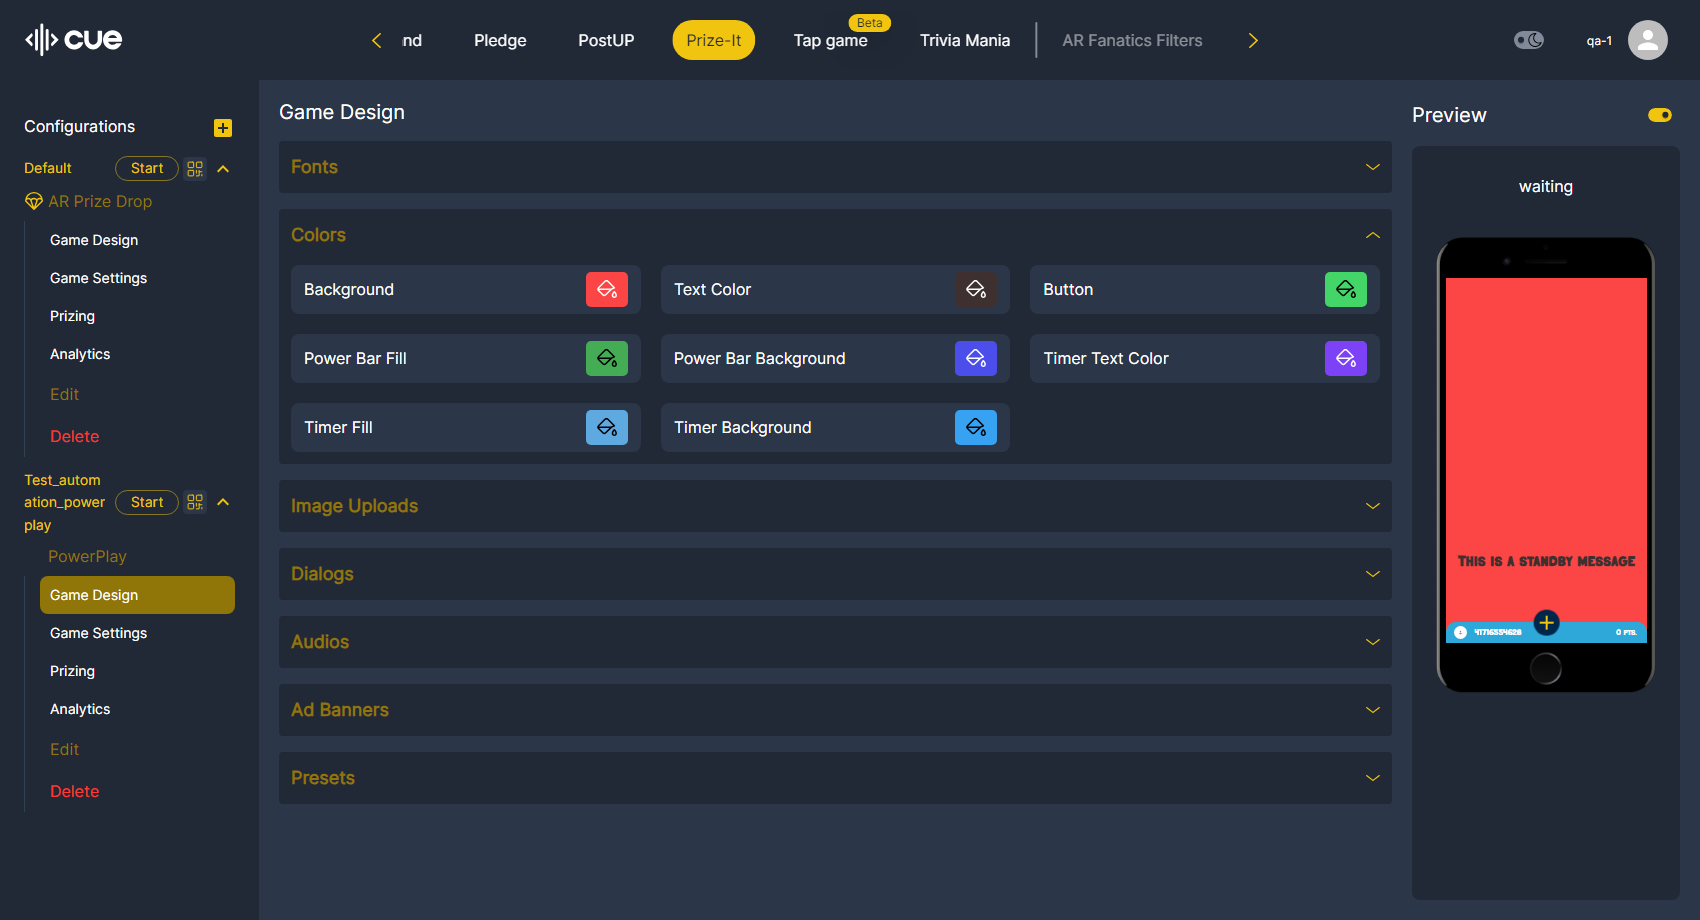 cue
nd
Pledge
PostUP
Prize-It
Tap game
Beta
Trivia Mania
AR Fanatics Filters
qa-1
Configurations
Default
Start
AR Prize Drop
Game Design
Game Settings
Prizing
Analytics
Edit
Delete
Test_autom
ation_power
play
Start
PowerPlay
Game Design
Game Settings
Prizing
Analytics
Edit
Delete
Game Design
Fonts
Colors
Background
Text Color
Button
Power Bar Fill
Power Bar Background
Timer Text Color
Timer Fill
Timer Background
Image Uploads
Dialogs
Audios
Ad Banners
Presets
Preview
waiting
THIS IS A STANDBY MESSAGE
41716554628
0 PTS.